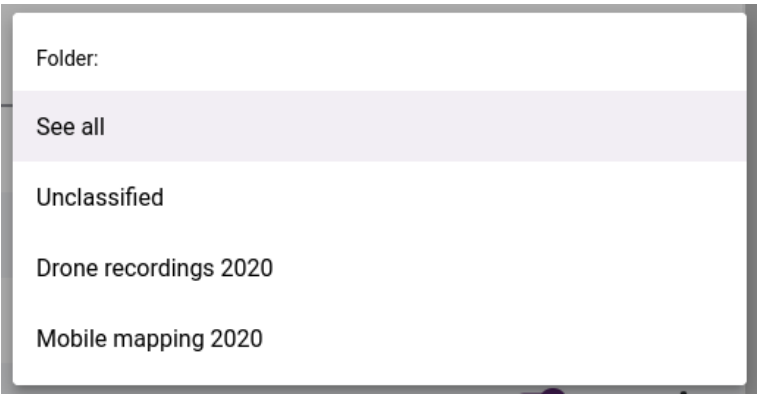 Folder:
See all
Unclassified
Drone recordings 2020
Mobile mapping 2020